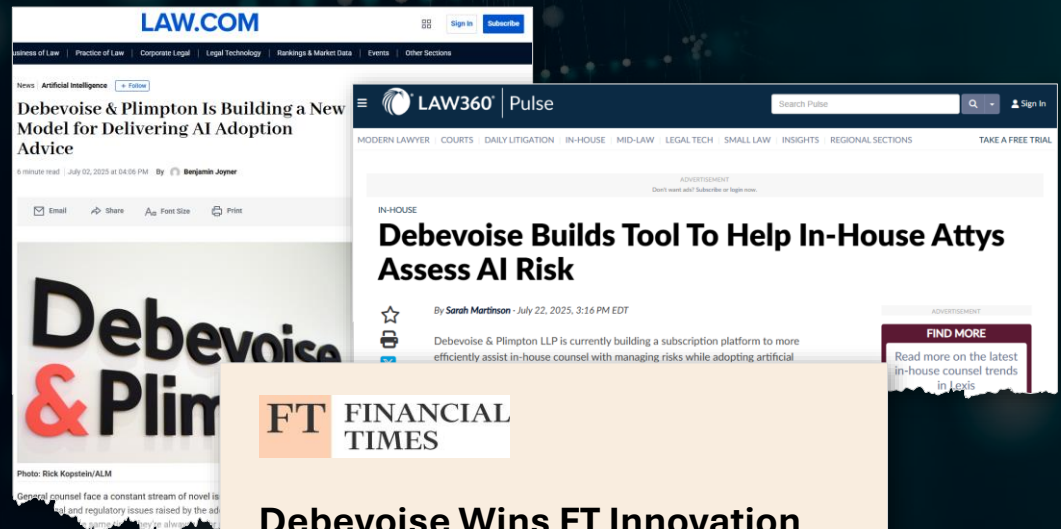 LAW.COM
Sign In
Subscribe
usiness of Law | Practice of Law | Corporate Legal | Legal Technology | Rankings & Market Data | Events | Other Sections
News | Artificial Intelligence + Follow
Debevoise & Plimpton Is Building a New
Model for Delivering AI Adoption
Advice
6 minute read | July 02, 2025 at 04:06 PM By Benjamin Joyner
Email Share Aa Font Size Print
Debevoise
& Plim
Photo: Rick Kopstein/ALM
General counsel face a constant stream of novel is
and regulatory issues raised by the ad
LAW360 | Pulse
Search Pulse
Sign In
MODERN LAWYER | COURTS | DAILY LITIGATION | IN-HOUSE | MID-LAW | LEGAL TECH | SMALL LAW | INSIGHTS | REGIONAL SECTIONS TAKE A FREE TRIAL
ADVERTISEMENT
Don't want ads? Subscribe or login now.
IN-HOUSE
Debevoise Builds Tool To Help In-House Attys
Assess AI Risk
By Sarah Martinson · July 22, 2025, 3:16 PM EDT
Debevoise & Plimpton LLP is currently building a subscription platform to more
efficiently assist in-house counsel with managing risks while adopting artificial
ADVERTISEMENT
FIND MORE
Read more on the latest
in-house counsel trends
in Lexis
FT FINANCIAL
TIMES
Debevoise Wins FT Innovation